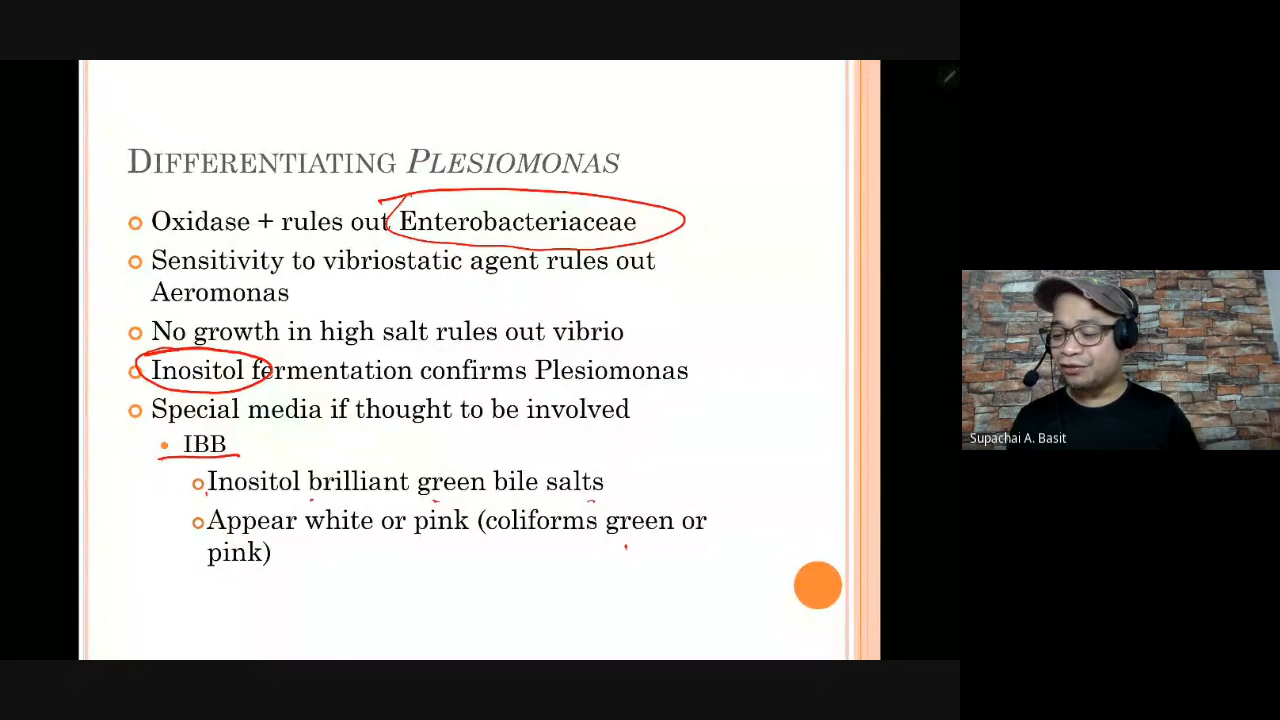 DIFFERENTIATING PLESIOMONAS
Oxidase + rules out Enterobacteriaceae
Sensitivity to vibriostatic agent rules out
Aeromonas
No growth in high salt rules out vibrio
Inositol fermentation confirms Plesiomonas
Special media if thought to be involved
IBB
Inositol brilliant green bile salts
Appear white or pink (coliforms green or
pink)
Supachai A. Basit